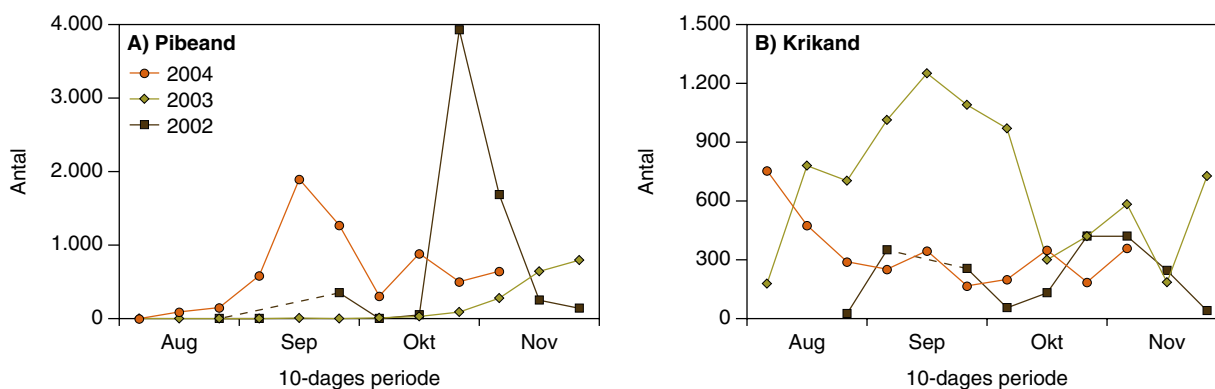 A) Pibeand
2004
2003
2002
Antal
4.000
3.000
2.000
1.000
0
Aug Sep Okt Nov
10-dages periode
B) Krikand
Antal
1.500
1.200
900
600
300
0
Aug Sep Okt Nov
10-dages periode